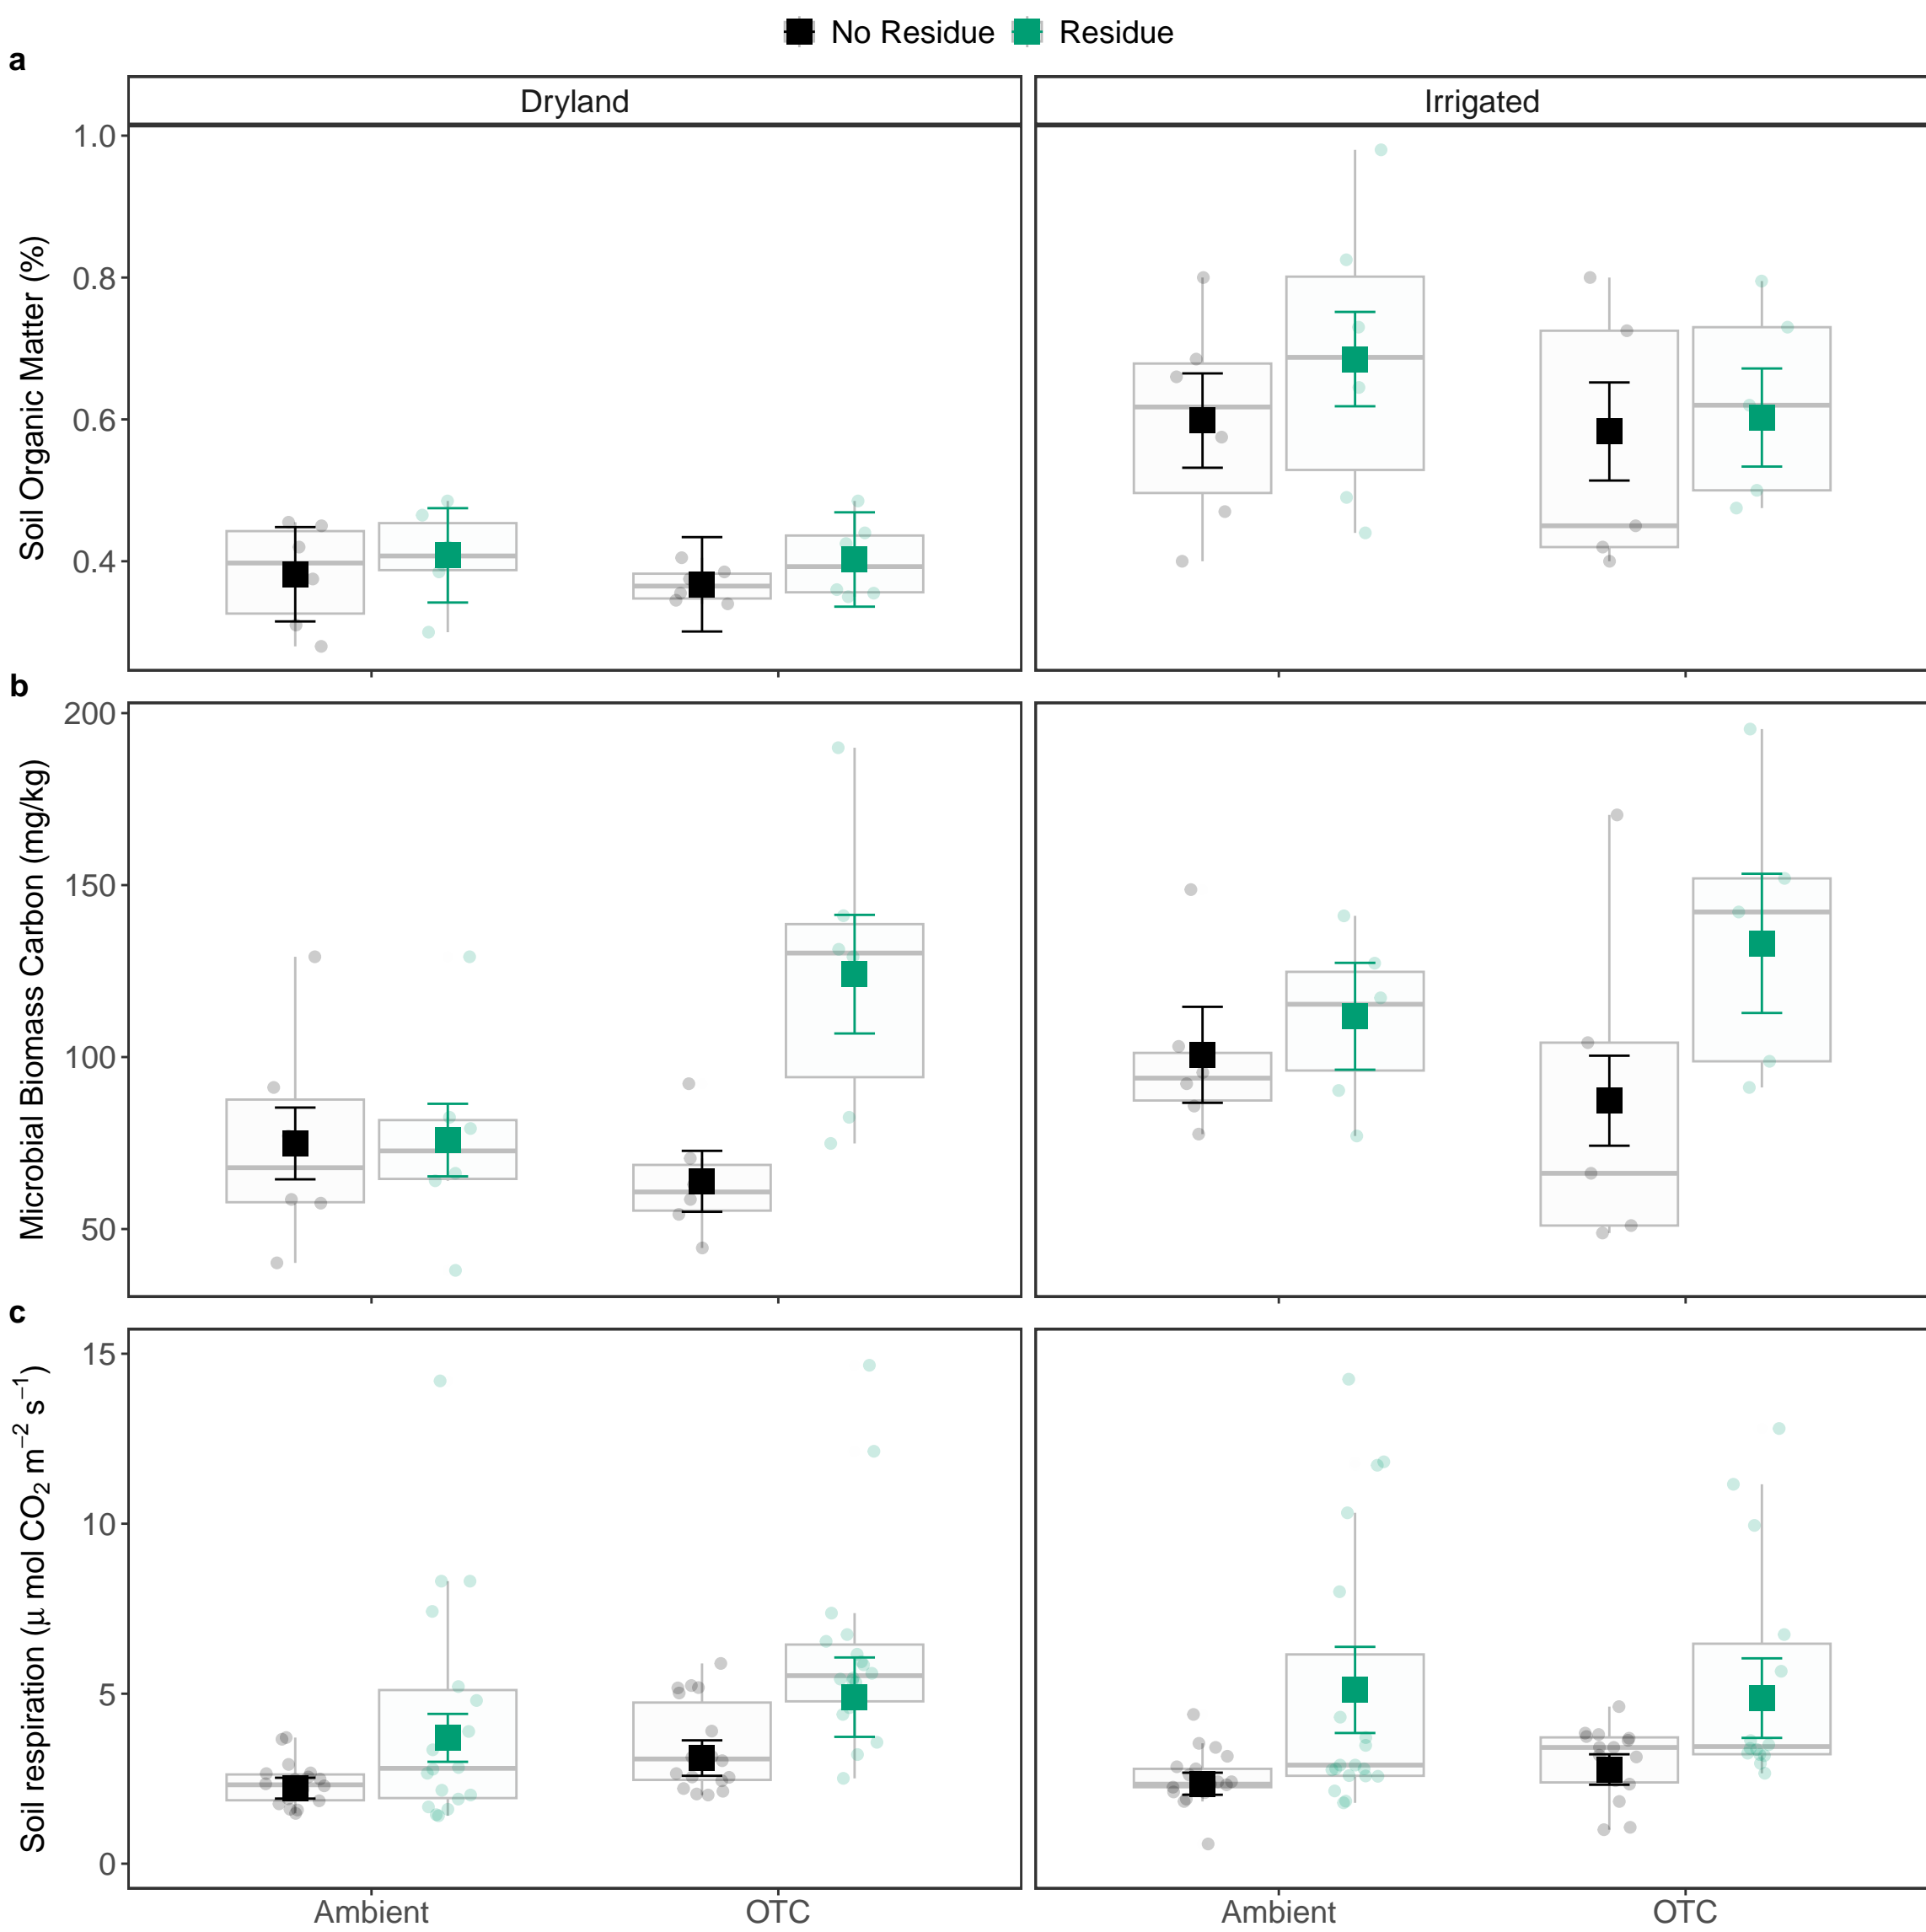 No Residue Residue
a
Dryland Irrigated
Soil Organic Matter (%)
1.0
0.8
0.6
0.4
b
Microbial Biomass Carbon (mg/kg)
200
150
100
50
c
Soil respiration (μ mol CO₂ m⁻² s⁻¹)
15
10
5
0
Ambient OTC Ambient OTC